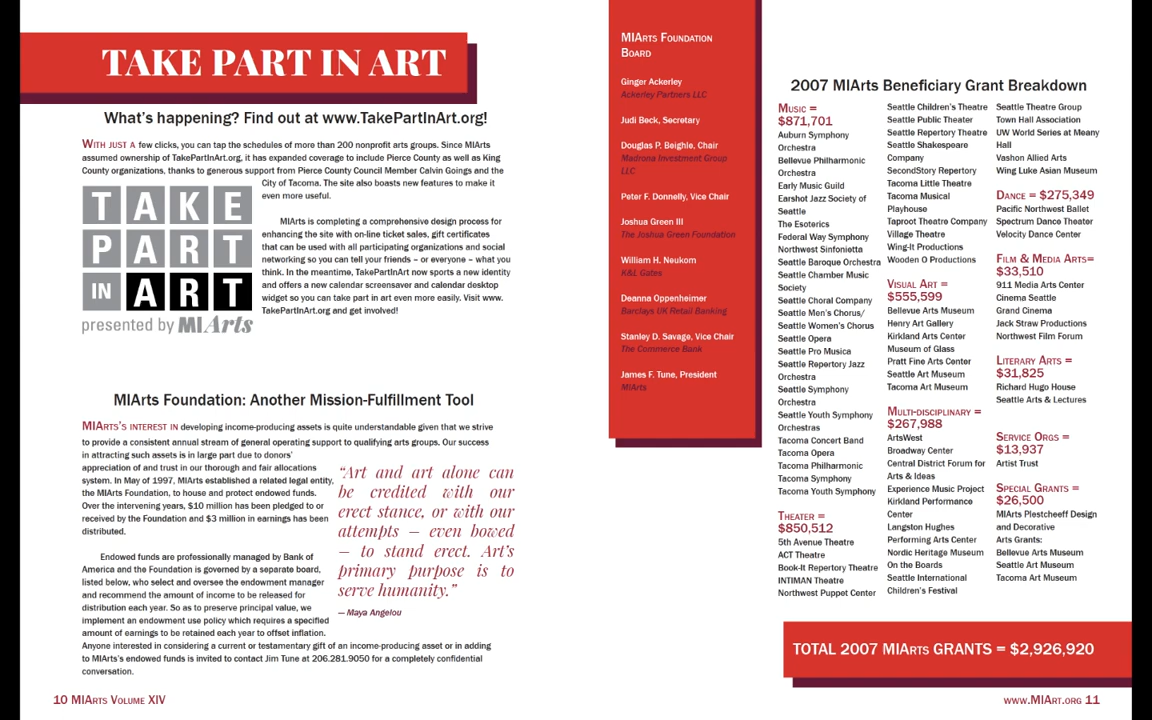 TAKE PART IN ART
What's happening? Find out at www.TakePartInArt.org!
With just a few clicks, you can tap the schedules of more than 200 nonprofit arts groups. Since MIArts
assumed ownership of TakePartInArt.org, it has expanded coverage to include Pierce County as well as King
County organizations, thanks to generous support from Pierce County Council Member Calvin Goings and the
City of Tacoma. The site also boasts new features to make it
even more useful.
MIArts is completing a comprehensive design process for
enhancing the site with on-line ticket sales, gift certificates
that can be used with all participating organizations and social
networking so you can tell your friends – or everyone – what you
think. In the meantime, TakePartInArt now sports a new identity
and offers a new calendar screensaver and calendar desktop
widget so you can take part in art even more easily. Visit www.
TakePartInArt.org and get involved!
TAKE
PART
IN ART
presented by MIArts
MIArts Foundation: Another Mission-Fulfillment Tool
MIArts's interest in developing income-producing assets is quite understandable given that we strive
to provide a consistent annual stream of general operating support to qualifying arts groups. Our success
in attracting such assets is in large part due to donors'
appreciation of and trust in our thorough and fair allocations
system. In May of 1997, MIArts established a related legal entity,
the MIArts Foundation, to house and protect endowed funds.
Over the intervening years, $10 million has been pledged to or
received by the Foundation and $3 million in earnings has been
distributed.
Endowed funds are professionally managed by Bank of
America and the Foundation is governed by a separate board,
listed below, who select and oversee the endowment manager
and recommend the amount of income to be released for
distribution each year. So as to preserve principal value, we
implement an endowment use policy which requires a specified
amount of earnings to be retained each year to offset inflation.
Anyone interested in considering a current or testamentary gift of an income-producing asset or in adding
to MIArts's endowed funds is invited to contact Jim Tune at 206.281.9050 for a completely confidential
conversation.
"Art and art alone can
be credited with our
erect stance, or with our
attempts – even bowed
– to stand erect. Art's
primary purpose is to
serve humanity."
— Maya Angelou
10 MIArts Volume XIV
MIArts Foundation
Board
Ginger Ackerley
Ackerley Partners LLC
Judi Beck, Secretary
Douglas P. Beighle, Chair
Madrona Investment Group
LLC
Peter F. Donnelly, Vice Chair
Joshua Green III
The Joshua Green Foundation
William H. Neukom
K&L Gates
Deanna Oppenheimer
Barclays UK Retail Banking
Stanley D. Savage, Vice Chair
The Commerce Bank
James F. Tune, President
MIArts
2007 MIArts Beneficiary Grant Breakdown
Music =
$871,701
Auburn Symphony
Orchestra
Bellevue Philharmonic
Orchestra
Early Music Guild
Earshot Jazz Society of
Seattle
The Esoterics
Federal Way Symphony
Northwest Sinfonietta
Seattle Baroque Orchestra
Seattle Chamber Music
Society
Seattle Choral Company
Seattle Men's Chorus/
Seattle Women's Chorus
Seattle Opera
Seattle Pro Musica
Seattle Repertory Jazz
Orchestra
Seattle Symphony
Orchestra
Seattle Youth Symphony
Orchestras
Tacoma Concert Band
Tacoma Opera
Tacoma Philharmonic
Tacoma Symphony
Tacoma Youth Symphony
Theater =
$850,512
5th Avenue Theatre
ACT Theatre
Book-It Repertory Theatre
INTIMAN Theatre
Northwest Puppet Center
Seattle Children's Theatre
Seattle Public Theater
Seattle Repertory Theatre
Seattle Shakespeare
Company
SecondStory Repertory
Tacoma Little Theatre
Tacoma Musical
Playhouse
Taproot Theatre Company
Village Theatre
Wing-It Productions
Wooden O Productions
Visual Art =
$555,599
Bellevue Arts Museum
Henry Art Gallery
Kirkland Arts Center
Museum of Glass
Pratt Fine Arts Center
Seattle Art Museum
Tacoma Art Museum
Multi-disciplinary =
$267,988
ArtsWest
Broadway Center
Central District Forum for
Arts & Ideas
Experience Music Project
Kirkland Performance
Center
Langston Hughes
Performing Arts Center
Nordic Heritage Museum
On the Boards
Seattle International
Children's Festival
Seattle Theatre Group
Town Hall Association
UW World Series at Meany
Hall
Vashon Allied Arts
Wing Luke Asian Museum
Dance = $275,349
Pacific Northwest Ballet
Spectrum Dance Theater
Velocity Dance Center
Film & Media Arts=
$33,510
911 Media Arts Center
Cinema Seattle
Grand Cinema
Jack Straw Productions
Northwest Film Forum
Literary Arts =
$31,825
Richard Hugo House
Seattle Arts & Lectures
Service Orgs =
$13,937
Artist Trust
Special Grants =
$26,500
MIArts Plestcheeff Design
and Decorative
Arts Grants:
Bellevue Arts Museum
Seattle Art Museum
Tacoma Art Museum
TOTAL 2007 MIArts GRANTS = $2,926,920
www.MIArt.org 11